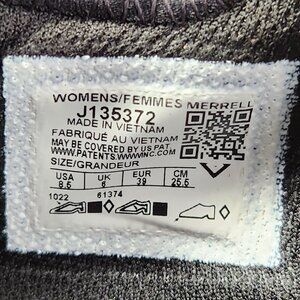 WOMENS/FEMMES MERRELL
J135372
MADE IN VIETNAM
FABRIQUÉ AU VIETNAM
MAY BE COVERED BY US PAT
WWW.PATENTS.WWWINC.COM
SIZE/GRANDEUR
USA UK EUR CM
8.5 6 39 25.5
1022 61374